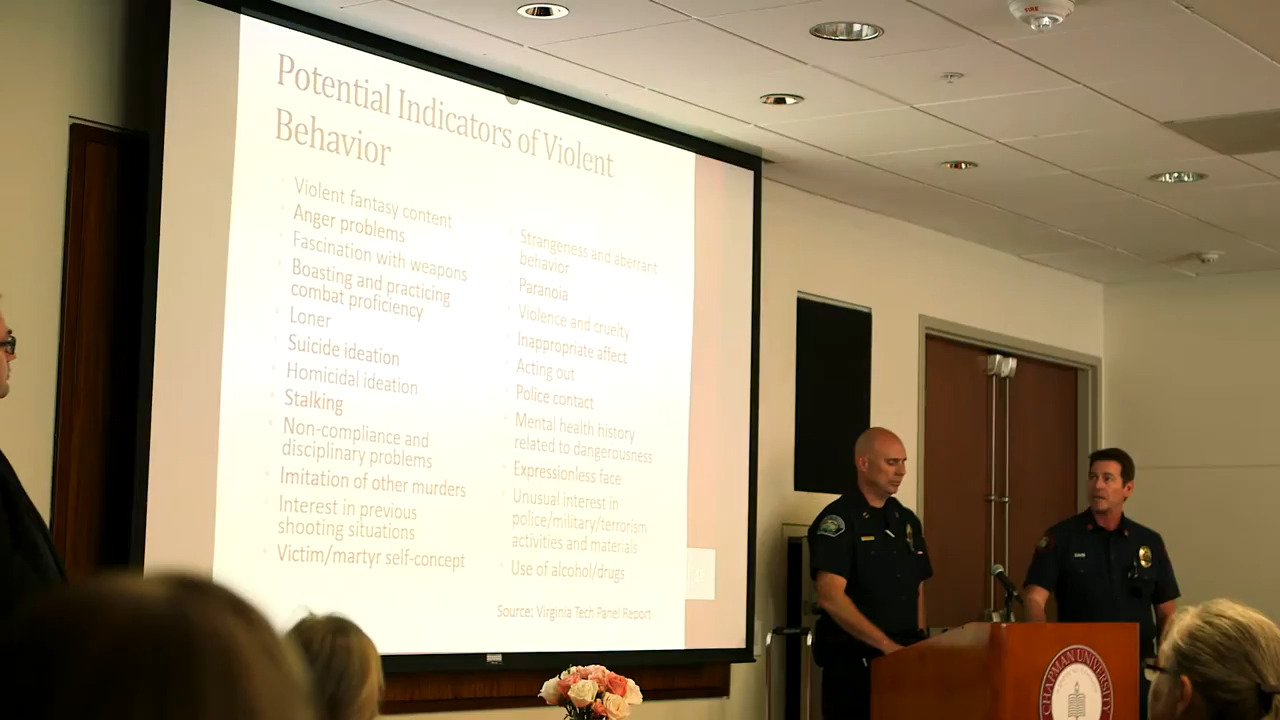 Potential Indicators of Violent
Behavior
Violent fantasy content
Anger problems
Fascination with weapons
Boasting and practicing
combat proficiency
Loner
Suicide ideation
Homicidal ideation
Stalking
Non-compliance and
disciplinary problems
Imitation of other murders
Interest in previous
shooting situations
Victim/martyr self-concept
Strangeness and aberrant
behavior
Paranoia
Violence and cruelty
Inappropriate affect
Acting out
Police contact
Mental health history
related to dangerousness
Expressionless face
Unusual interest in
police/military/terrorism
activities and materials
Use of alcohol/drugs
Source: Virginia Tech Panel Report
FIRE
CHAPMAN UNIVERSITY